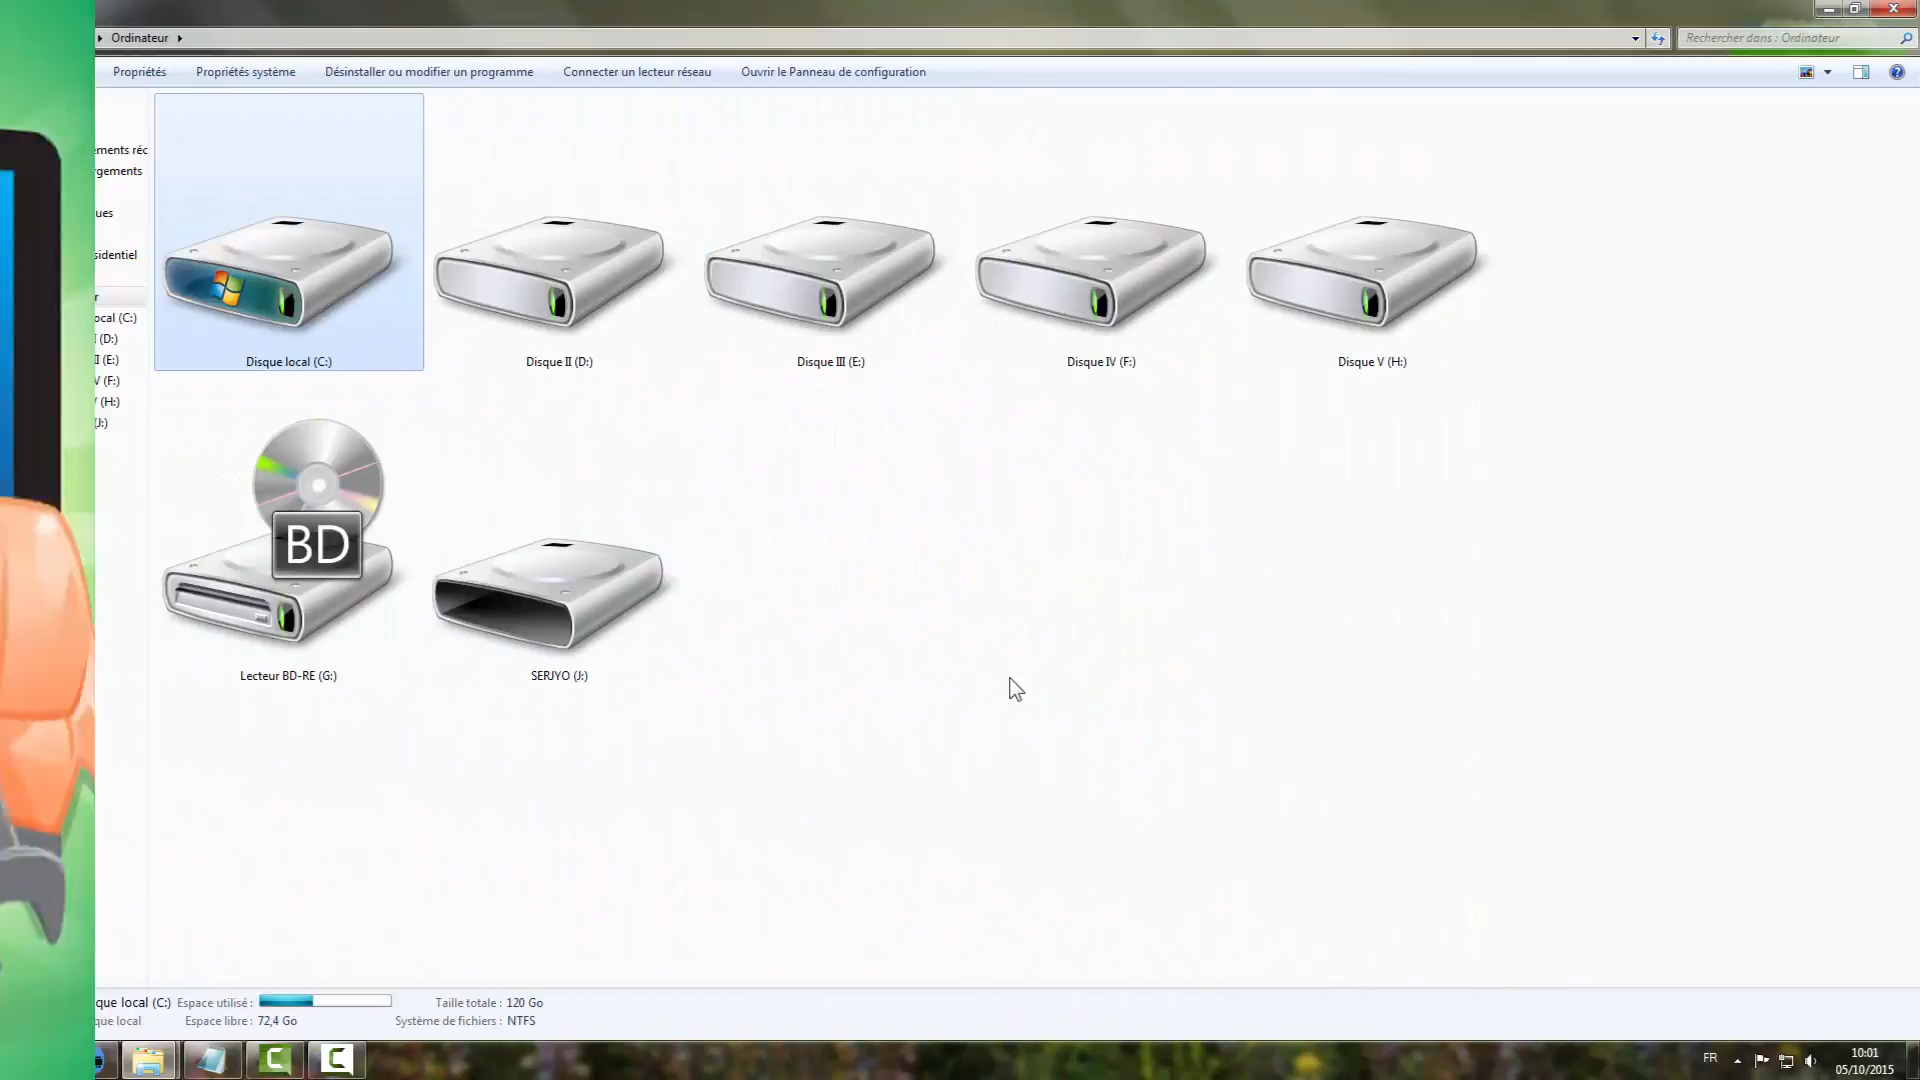 Ordinateur
Rechercher dans : Ordinateur
Propriétés Propriétés système Désinstaller ou modifier un programme Connecter un lecteur réseau Ouvrir le Panneau de configuration
ements réc
rgements
ues
sidentiel
r
ocal (C:)
I (D:)
II (E:)
V (F:)
V (H:)
(J:)
Disque local (C:)
Disque II (D:)
Disque III (E:)
Disque IV (F:)
Disque V (H:)
BD
Lecteur BD-RE (G:)
SERJYO (J:)
que local (C:) Espace utilisé : Taille totale : 120 Go
que local Espace libre : 72,4 Go Système de fichiers : NTFS
FR
10:01
05/10/2015